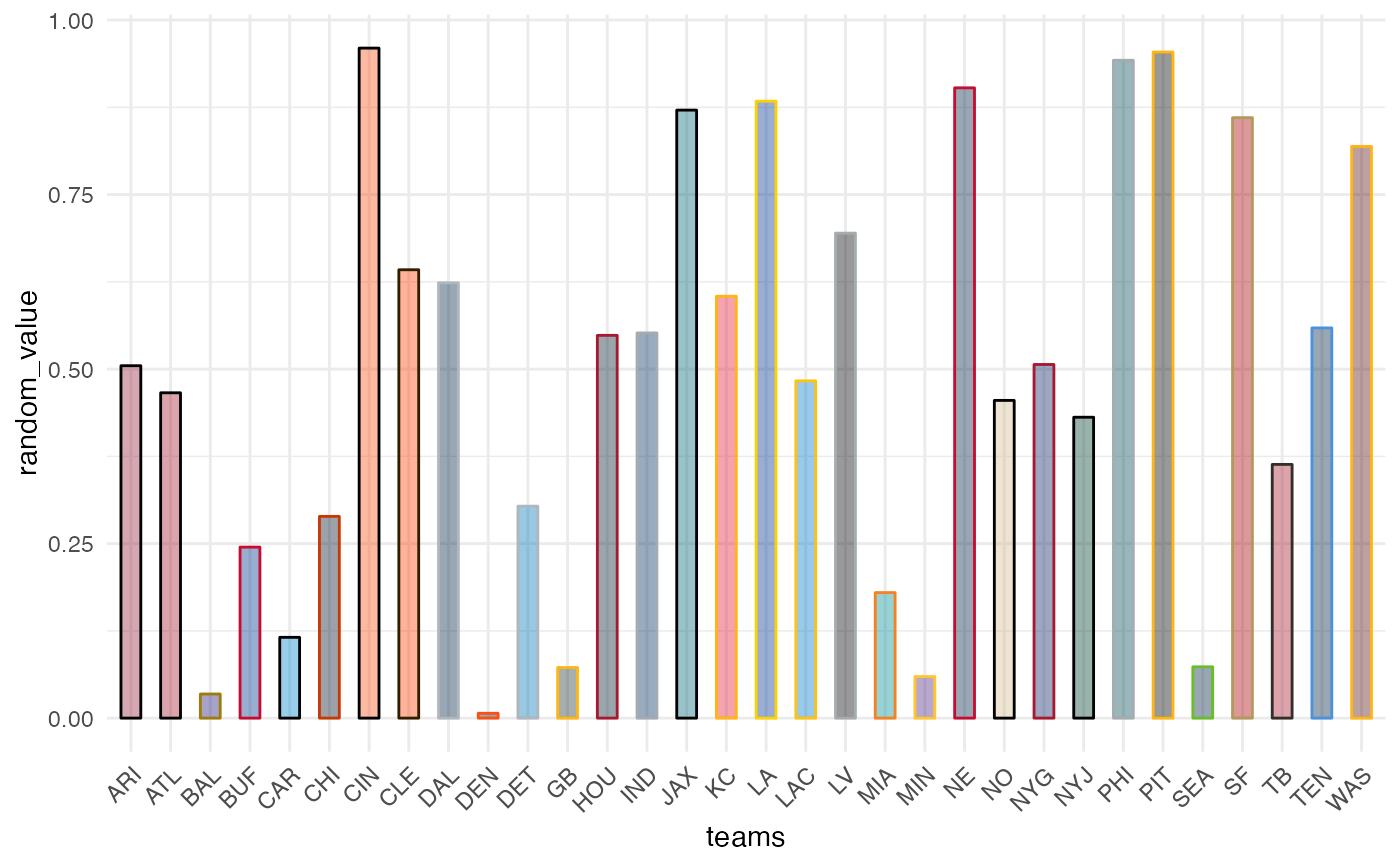 1.00
0.75
0.50
0.25
0.00
random_value
ARI ATL BAL BUF CAR CHI CIN CLE DAL DEN DET GB HOU IND JAX KC LA LAC LV MIA MIN NE NO NYG NYJ PHI PIT SEA SF TB TEN WAS
teams